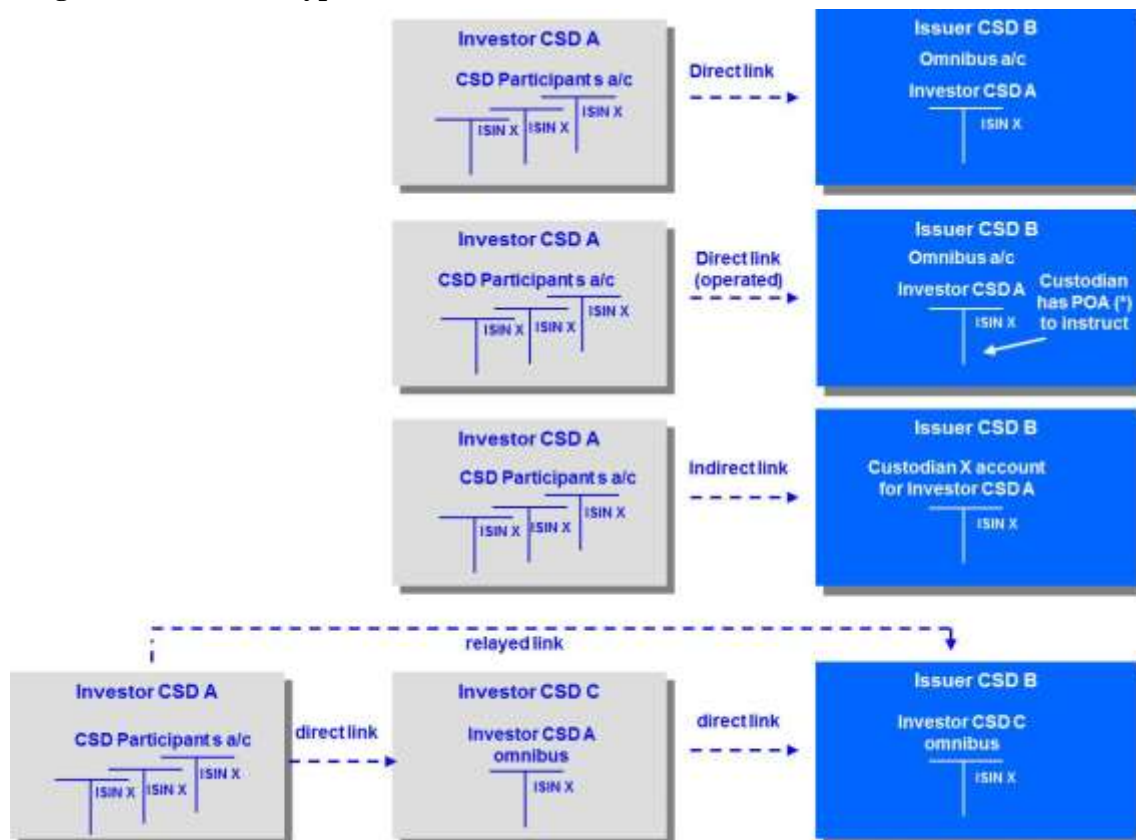 Investor CSD A
CSD Participants a/c
ISIN X
ISIN X
ISIN X
Direct link
Issuer CSD B
Omnibus a/c
Investor CSD A
ISIN X
Investor CSD A
CSD Participants a/c
ISIN X
ISIN X
ISIN X
Direct link
(operated)
Issuer CSD B
Omnibus a/c
Investor CSD A
ISIN X
Custodian
has POA (*)
to instruct
Investor CSD A
CSD Participants a/c
ISIN X
ISIN X
ISIN X
Indirect link
Issuer CSD B
Custodian X account
for Investor CSD A
ISIN X
relayed link
Investor CSD A
CSD Participants a/c
ISIN X
ISIN X
ISIN X
direct link
Investor CSD C
Investor CSD A
omnibus
ISIN X
direct link
Issuer CSD B
Investor CSD C
omnibus
ISIN X